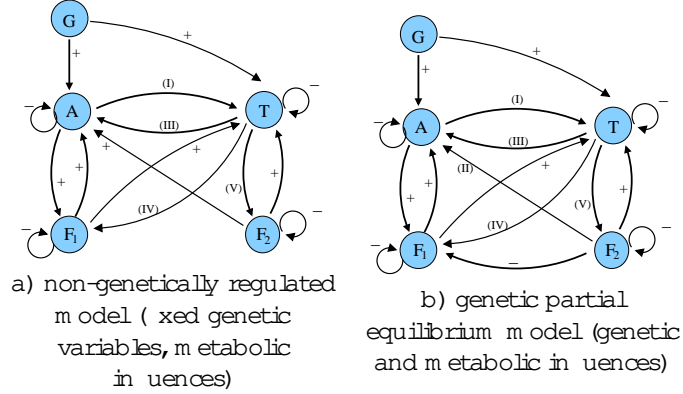 G
+
+
− A (I) T −
(III)
+
+ + + (V) +
(IV)
− F₁ F₂ −
a) non-genetically regulated
m odel ( xed genetic
variables, m etabolic
in uences)
G
+
+
− A (I) T −
(III)
(II) +
+ + (V) +
(IV)
− F₁ − F₂ −
b) genetic partial
equilibrium m odel (genetic
and m etabolic in uences)